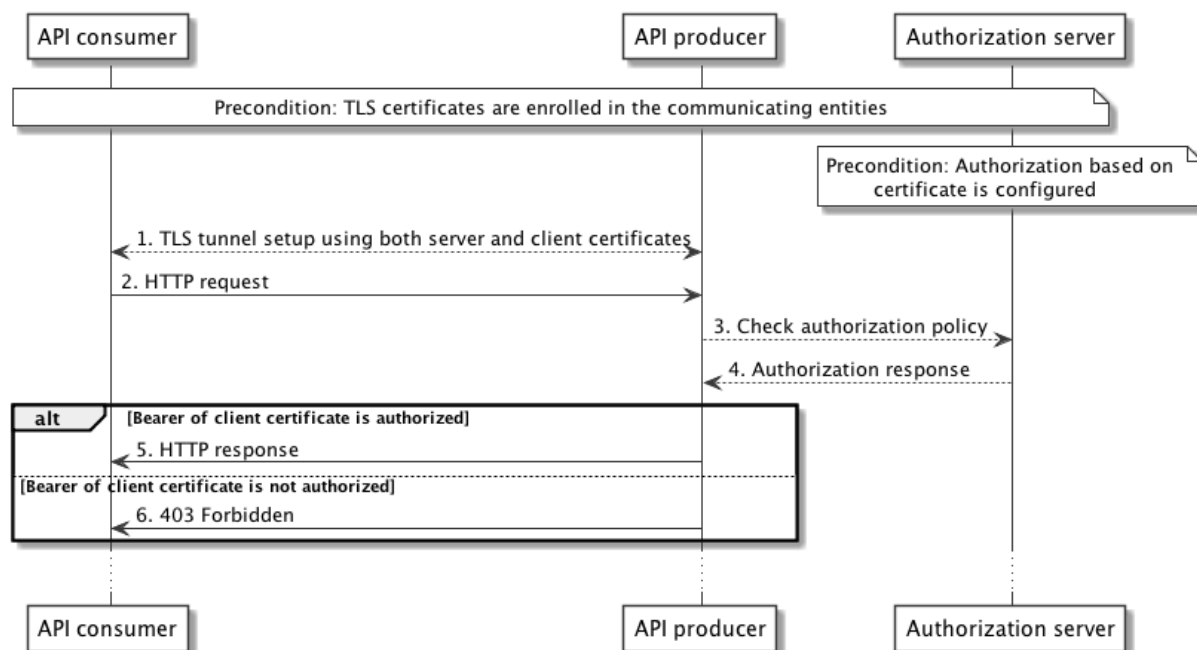 API consumer
API producer
Authorization server
Precondition: TLS certificates are enrolled in the communicating entities
Precondition: Authorization based on
certificate is configured
1. TLS tunnel setup using both server and client certificates
2. HTTP request
3. Check authorization policy
4. Authorization response
alt
[Bearer of client certificate is authorized]
5. HTTP response
[Bearer of client certificate is not authorized]
6. 403 Forbidden
API consumer
API producer
Authorization server